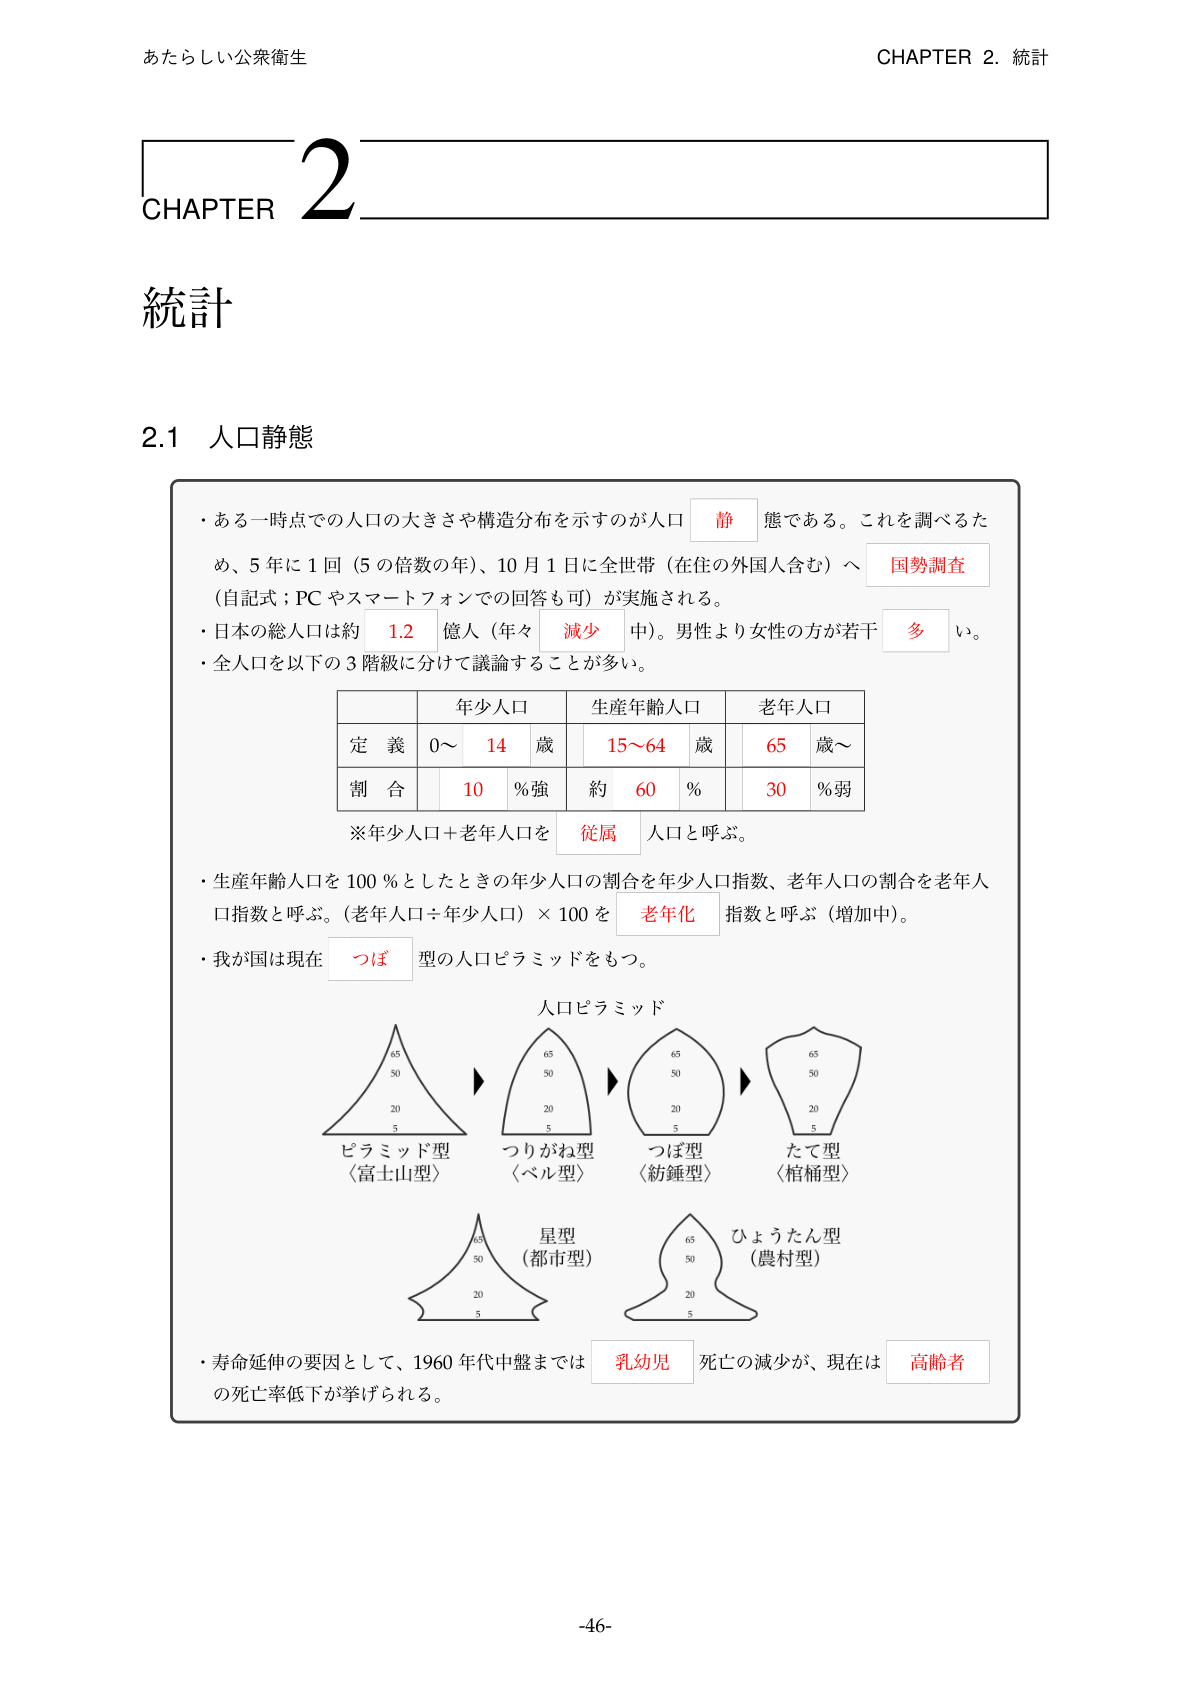 あたらしい公衆衛生 CHAPTER 2. 統計
CHAPTER 2
統計
2.1 人口静態
・ある一時点での人口の大きさや構造分布を示すのが人口 静 態である。これを調べるた
め、5 年に 1 回（5 の倍数の年）、10 月 1 日に全世帯（在住の外国人含む）へ 国勢調査
（自記式；PC やスマートフォンでの回答も可）が実施される。
・日本の総人口は約 1.2 億人（年々 減少 中）。男性より女性の方が若干 多 い。
・全人口を以下の 3 階級に分けて議論することが多い。
年少人口 生産年齢人口 老年人口
定 義 0〜 14 歳 15〜64 歳 65 歳〜
割 合 10 %強 約 60 % 30 %弱
※年少人口＋老年人口を 従属 人口と呼ぶ。
・生産年齢人口を 100 % としたときの年少人口の割合を年少人口指数、老年人口の割合を老年人
口指数と呼ぶ。（老年人口÷年少人口）× 100 を 老年化 指数と呼ぶ（増加中）。
・我が国は現在 つぼ 型の人口ピラミッドをもつ。
人口ピラミッド
65 65 65 65
50 50 50 50
20 20 20 20
5 5 5 5
ピラミッド型 つりがね型 つぼ型 たて型
〈富士山型〉 〈ベル型〉 〈紡錘型〉 〈棺桶型〉
65 星型 65 ひょうたん型
50 （都市型） 50 （農村型）
20 20
5 5
・寿命延伸の要因として、1960 年代中盤までは 乳幼児 死亡の減少が、現在は 高齢者
の死亡率低下が挙げられる。
-46-